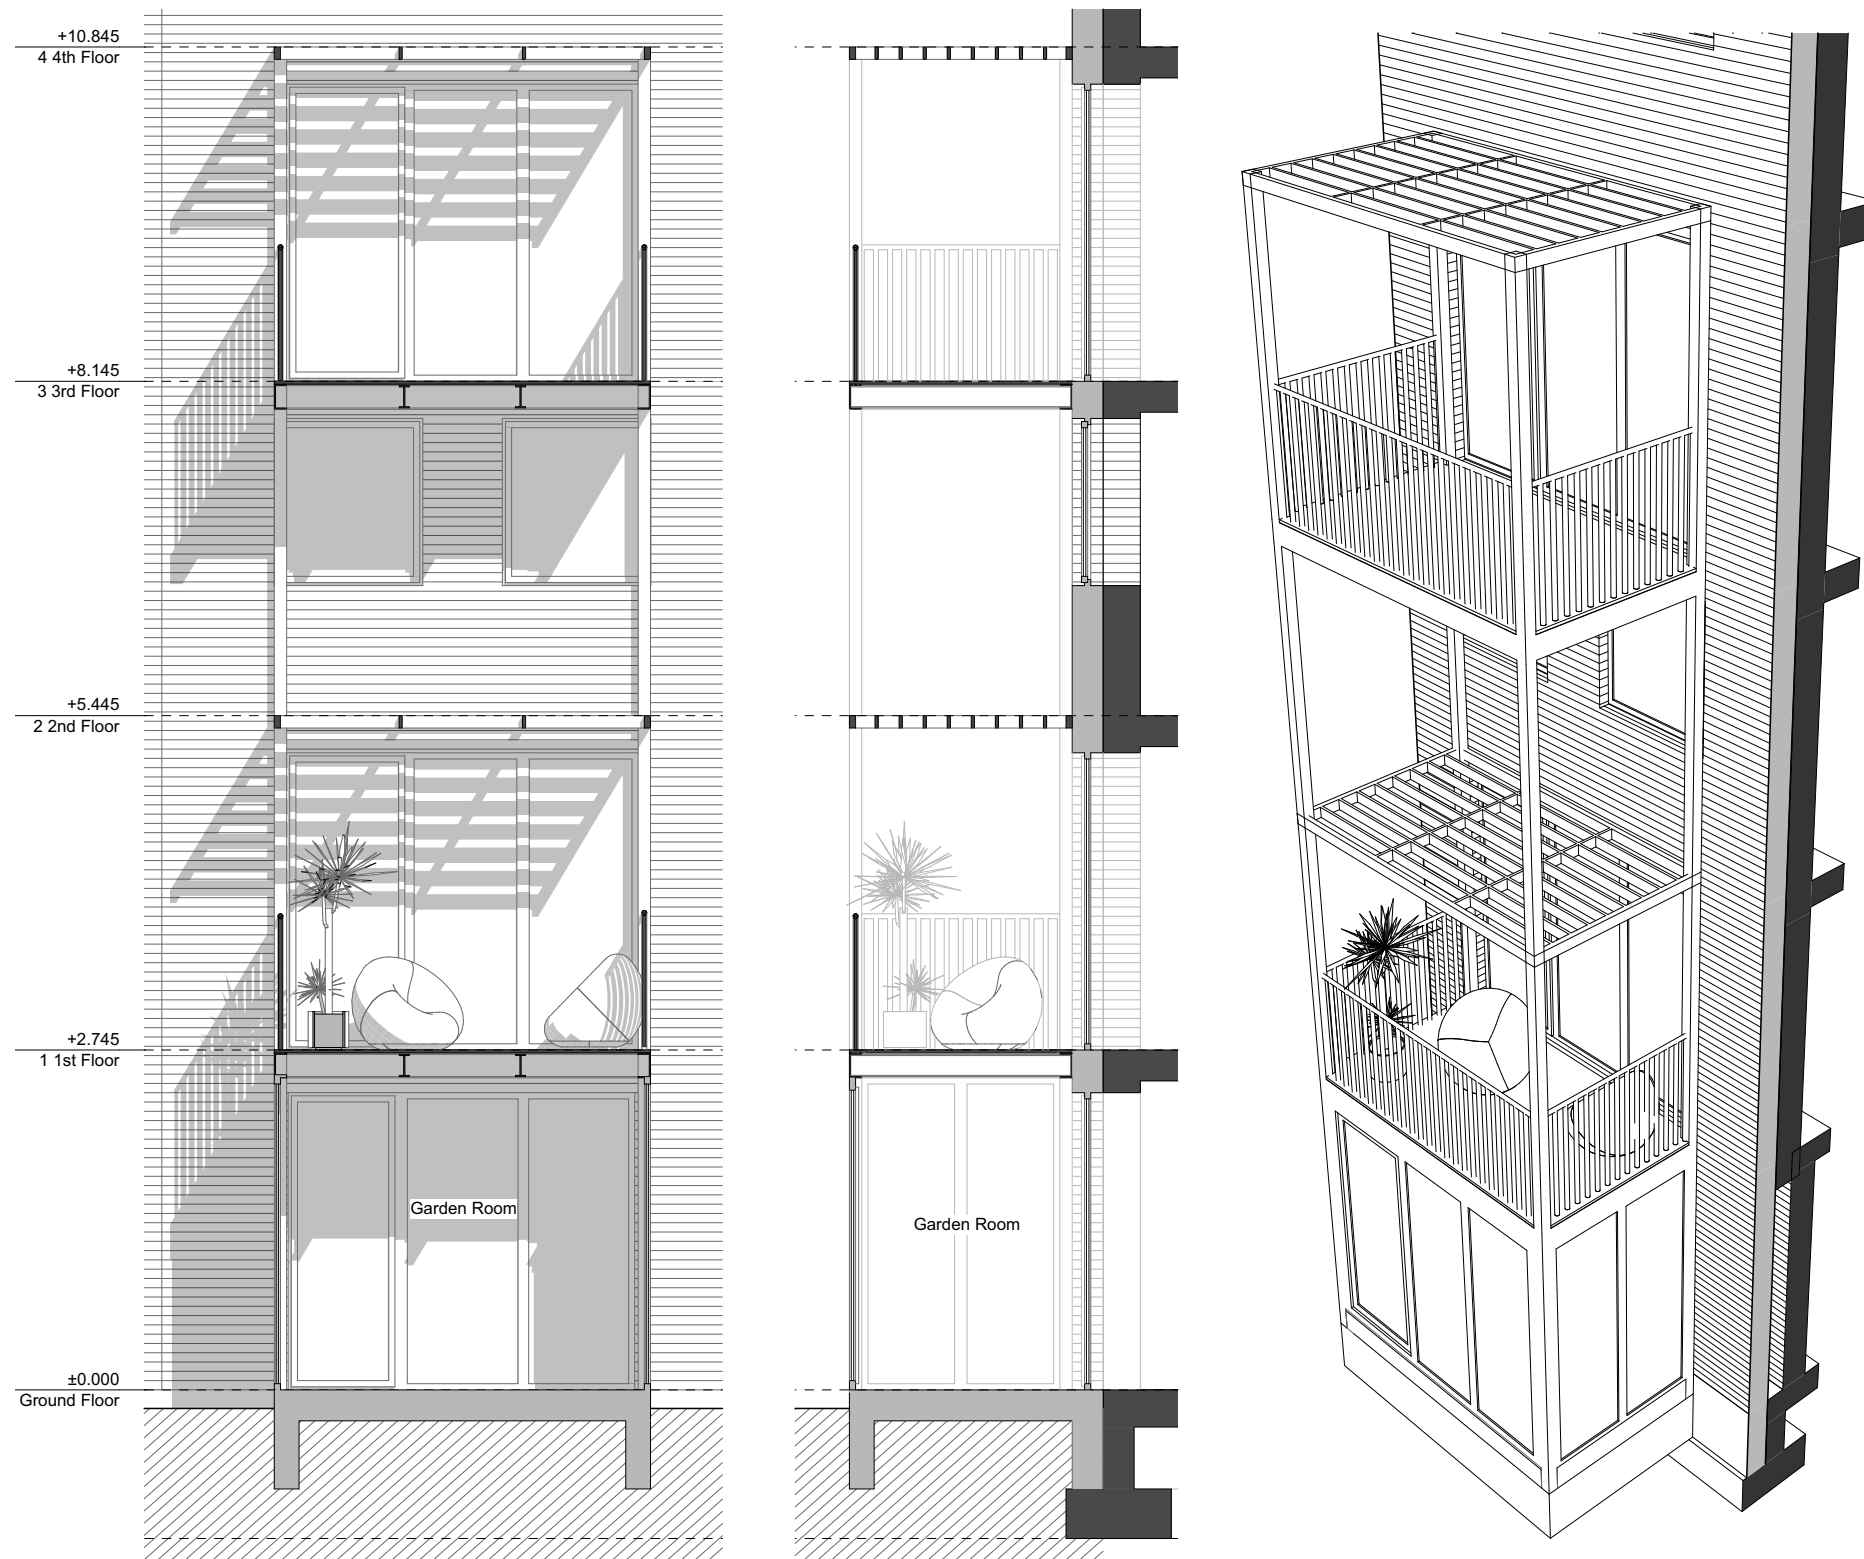 +10.845
4 4th Floor
+8.145
3 3rd Floor
+5.445
2 2nd Floor
+2.745
1 1st Floor
Garden Room
Garden Room
±0.000
Ground Floor